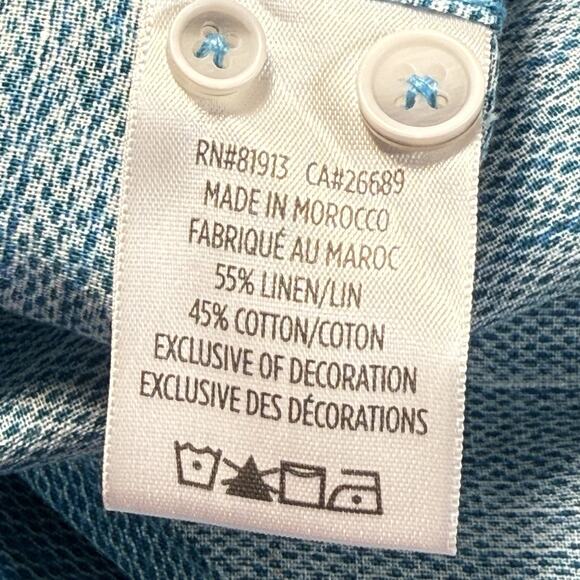 RN#81913 CA#26689
MADE IN MOROCCO
FABRIQUÉ AU MAROC
55% LINEN/LIN
45% COTTON/COTON
EXCLUSIVE OF DECORATION
EXCLUSIVE DES DÉCORATIONS